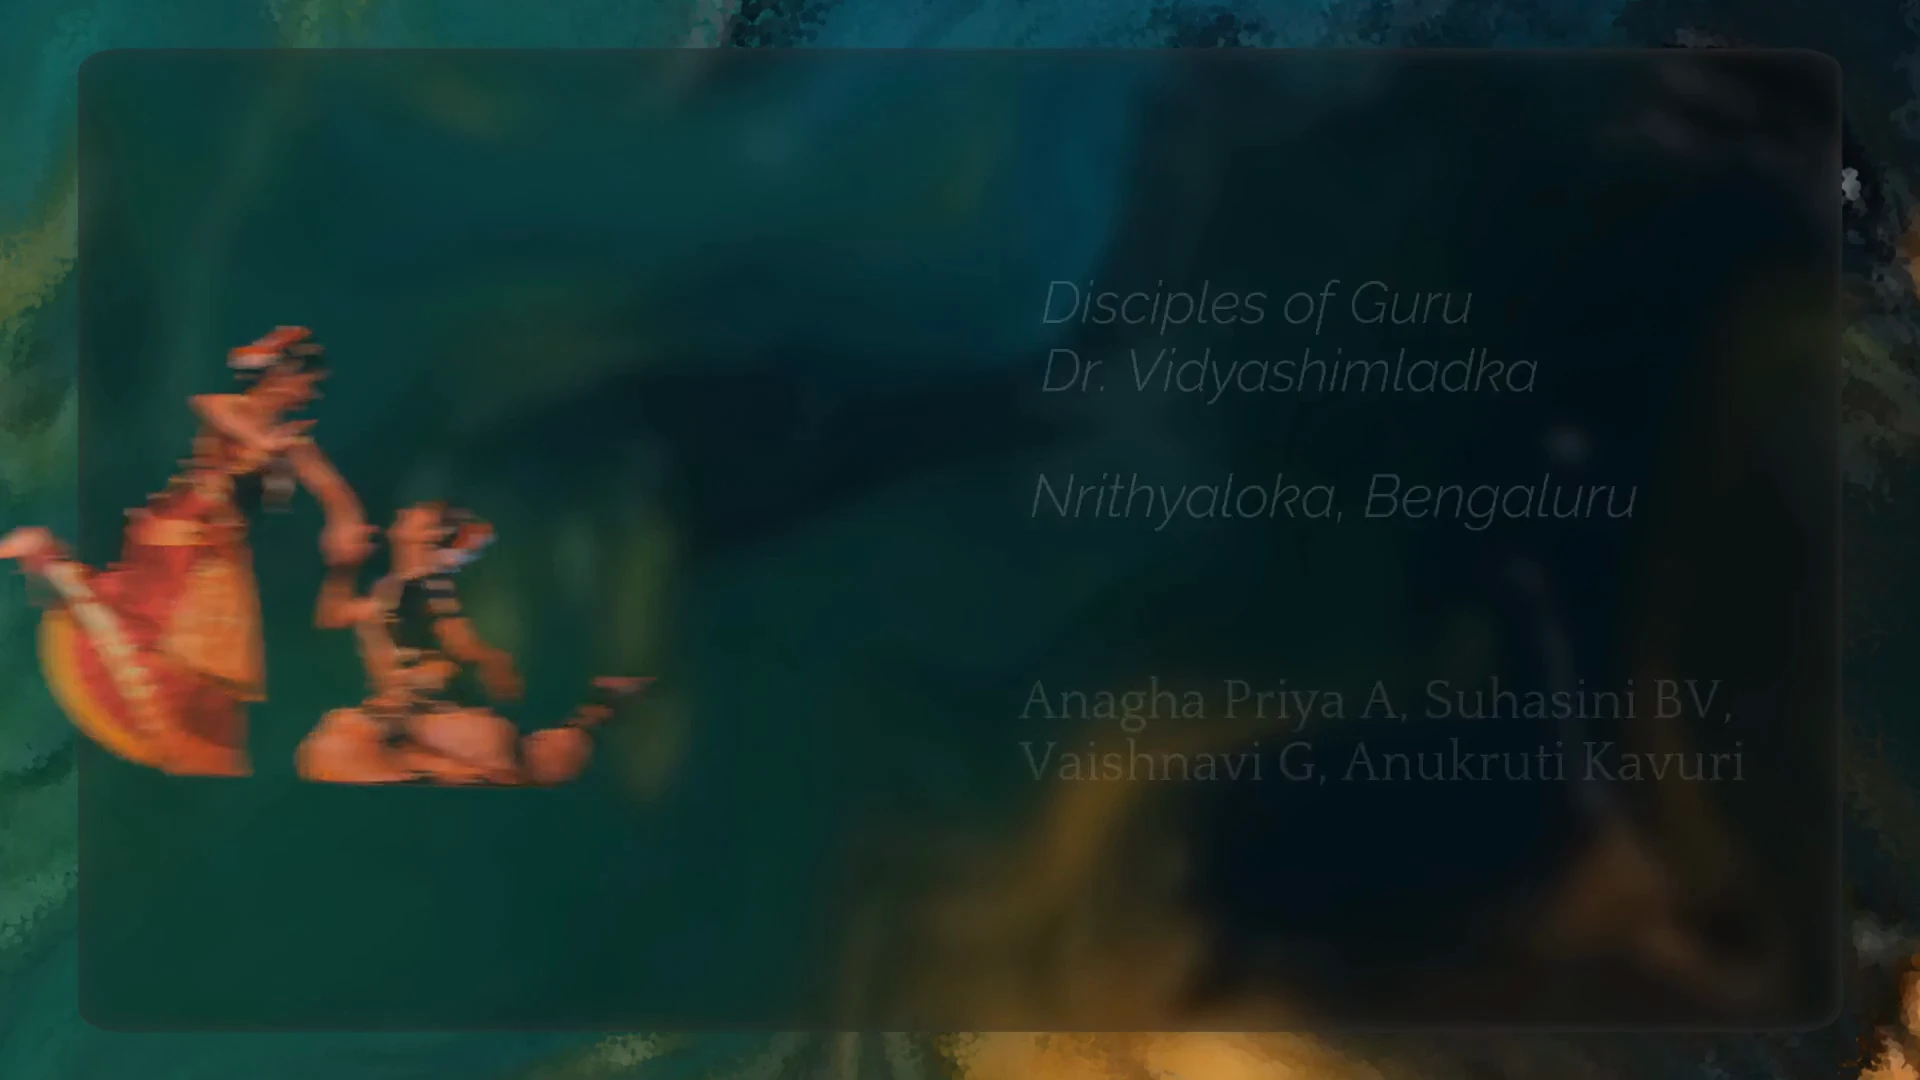 Disciples of Guru
Dr. Vidyashimladka
Nrithyaloka, Bengaluru
Anagha Priya A, Suhasini BV,
Vaishnavi G, Anukruti Kavuri